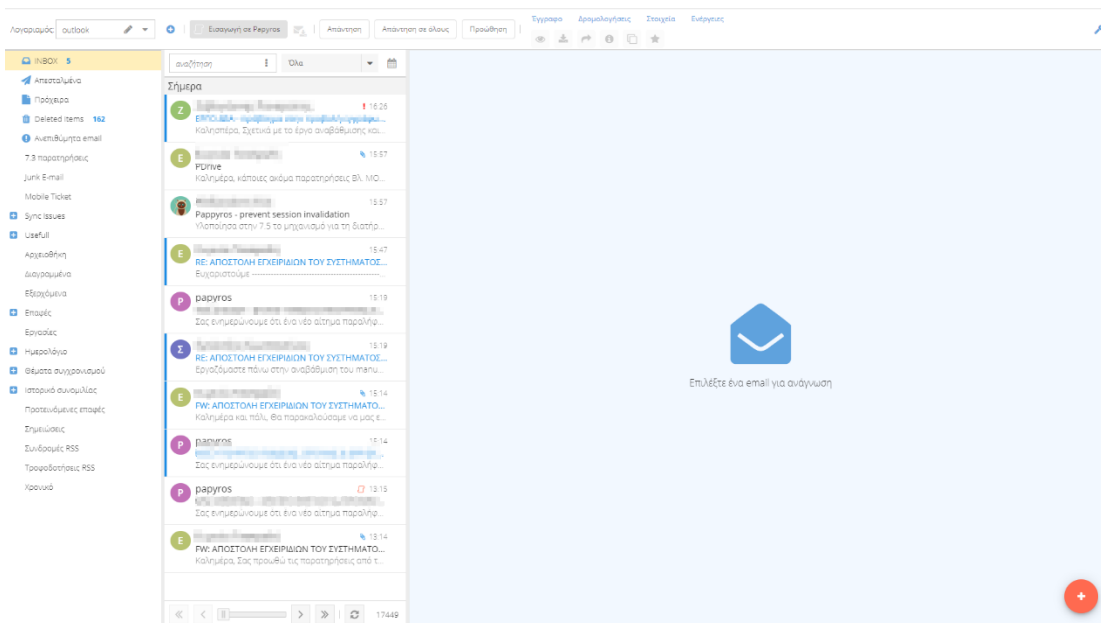 Λογαριασμός: outlook
Εισαγωγή σε Papyros
Απάντηση
Απάντηση σε όλους
Προώθηση
Έγγραφο Δρομολογήσεις Στοιχεία Ενέργειες
INBOX 5
Απεσταλμένα
Πρόχειρα
Deleted Items 162
Ανεπιθύμητα email
7.3 παρατηρήσεις
Junk E-mail
Mobile Ticket
Sync Issues
Usefull
Αρχειοθήκη
Διαγραμμένα
Εξερχόμενα
Επαφές
Εργασίες
Ημερολόγιο
Θέματα συγχρονισμού
Ιστορικό συνομιλίας
Προτεινόμενες επαφές
Σημειώσεις
Συνδρομές RSS
Τροφοδοτήσεις RSS
Χρονικό
αναζήτηση
Όλα
Σήμερα
Z
16:26
Καλησπέρα, Σχετικά με το έργο αναβάθμισης και...
E
15:57
PDrive
Καλημέρα, κάποιες ακόμα παρατηρήσεις Βλ. MO...
15:57
Pappyros - prevent session invalidation
Υλοποίησα στην 7.5 το μηχανισμό για τη διατήρ...
E
15:47
RE: ΑΠΟΣΤΟΛΗ ΕΓΧΕΙΡΙΔΙΩΝ ΤΟΥ ΣΥΣΤΗΜΑΤΟΣ...
Ευχαριστούμε
P
papyros
15:19
Σας ενημερώνουμε ότι ένα νέο αίτημα παραλήφ...
Σ
15:19
RE: ΑΠΟΣΤΟΛΗ ΕΓΧΕΙΡΙΔΙΩΝ ΤΟΥ ΣΥΣΤΗΜΑΤΟΣ...
Εργαζόμαστε πάνω στην αναβάθμιση του manu...
E
15:14
FW: ΑΠΟΣΤΟΛΗ ΕΓΧΕΙΡΙΔΙΩΝ ΤΟΥ ΣΥΣΤΗΜΑΤΟ...
Καλημέρα και πάλι, Θα παρακαλούσαμε να μας ε...
P
papyros
15:14
Σας ενημερώνουμε ότι ένα νέο αίτημα παραλήφ...
P
papyros
13:15
Σας ενημερώνουμε ότι ένα νέο αίτημα παραλήφ...
E
13:14
FW: ΑΠΟΣΤΟΛΗ ΕΓΧΕΙΡΙΔΙΩΝ ΤΟΥ ΣΥΣΤΗΜΑΤΟ...
Καλημέρα, Σας προωθώ τις παρατηρήσεις από τ...
17449
Επιλέξτε ένα email για ανάγνωση